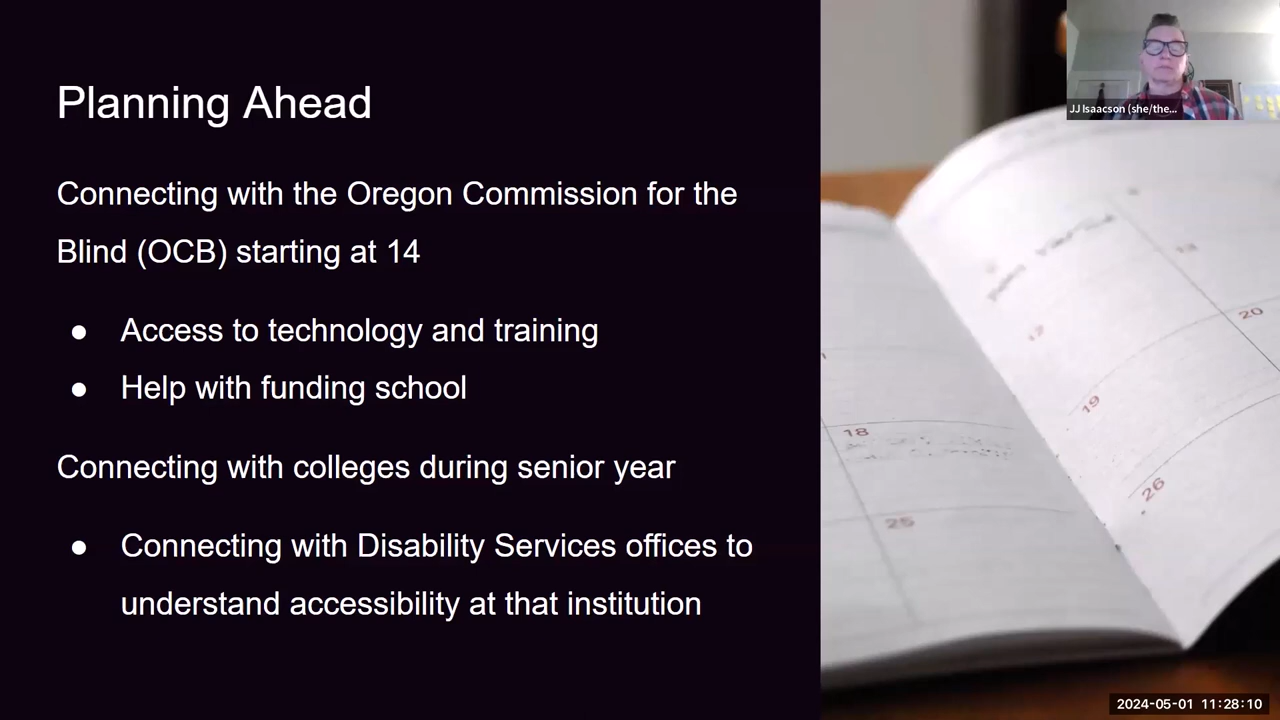 Planning Ahead
Connecting with the Oregon Commission for the
Blind (OCB) starting at 14
● Access to technology and training
● Help with funding school
Connecting with colleges during senior year
● Connecting with Disability Services offices to
understand accessibility at that institution
JJ Isaacson (she/the...
13
17
20
19
18
26
25
2024-05-01 11:28:10